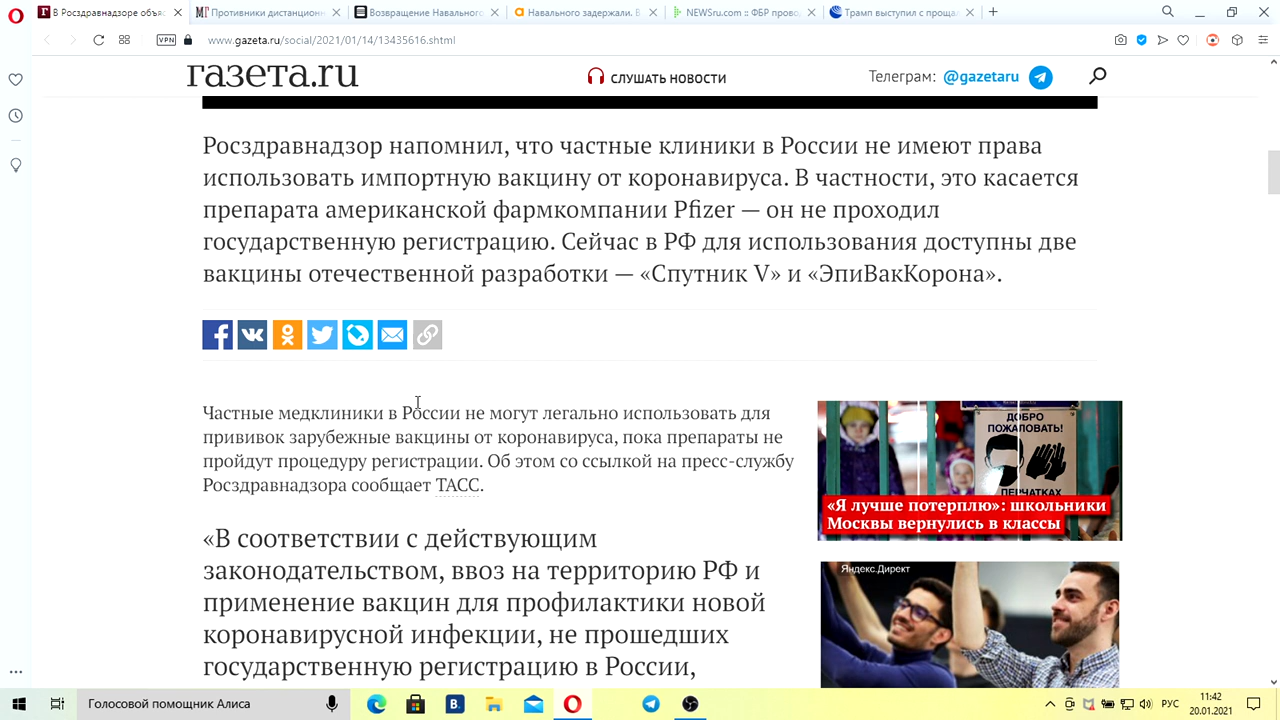 В Росздравнадзоре объяс
Противники дистанционн
Возвращение Навального
Навального задержали. В
NEWSru.com :: ФБР провод
Трамп выступил с прощал
VPN
www.gazeta.ru/social/2021/01/14/13435616.shtml
газета.ru
СЛУШАТЬ НОВОСТИ
Телеграм: @gazetaru
Росздравнадзор напомнил, что частные клиники в России не имеют права
использовать импортную вакцину от коронавируса. В частности, это касается
препарата американской фармкомпании Pfizer — он не проходил
государственную регистрацию. Сейчас в РФ для использования доступны две
вакцины отечественной разработки — «Спутник V» и «ЭпиВакКорона».
Частные медклиники в России не могут легально использовать для
прививок зарубежные вакцины от коронавируса, пока препараты не
пройдут процедуру регистрации. Об этом со ссылкой на пресс-службу
Росздравнадзора сообщает ТАСС.
«В соответствии с действующим
законодательством, ввоз на территорию РФ и
применение вакцин для профилактики новой
коронавирусной инфекции, не прошедших
государственную регистрацию в России,
ДОБРО
ПОЖАЛОВАТЬ!
ПЕРЧАТКАХ
«Я лучше потерплю»: школьники
Москвы вернулись в классы
Яндекс.Директ
Голосовой помощник Алиса
РУС
11:42
20.01.2021